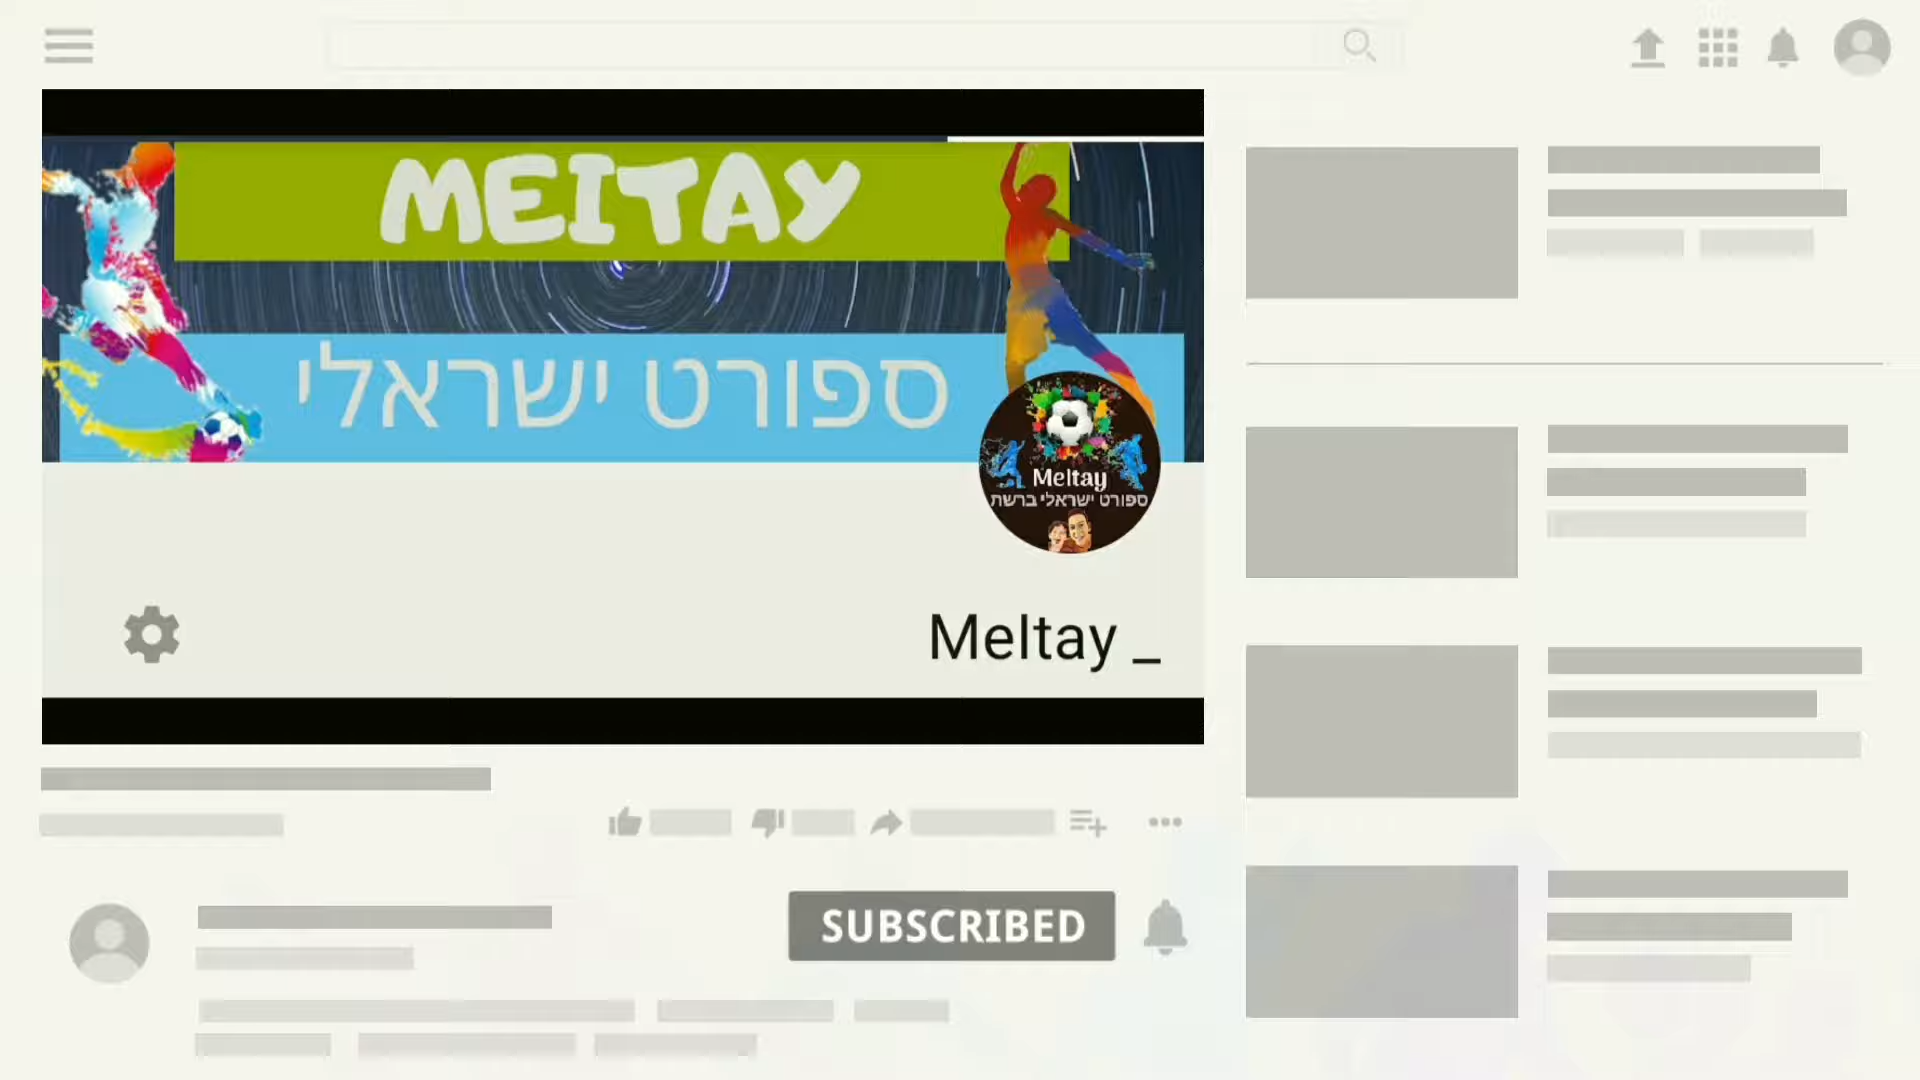 MEITAY
ספורט ישראלי
Meltay
ספורט ישראלי ברשת
Meltay _
SUBSCRIBED